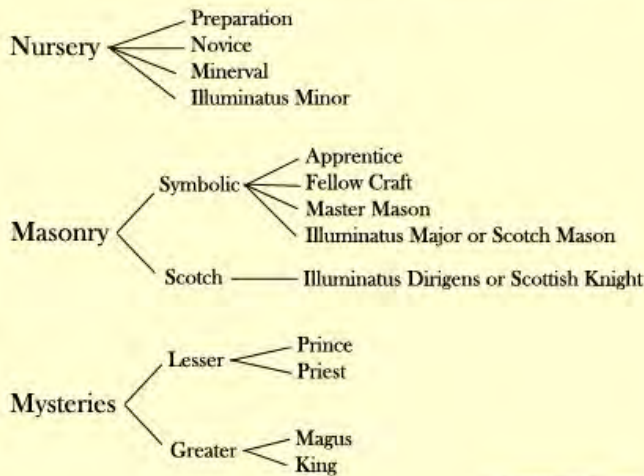 Preparation
Nursery
Novice
Minerval
Illuminatus Minor
Apprentice
Symbolic
Fellow Craft
Master Mason
Masonry
Illuminatus Major or Scotch Mason
Scotch
Illuminatus Dirigens or Scottish Knight
Prince
Lesser
Priest
Mysteries
Magus
Greater
King